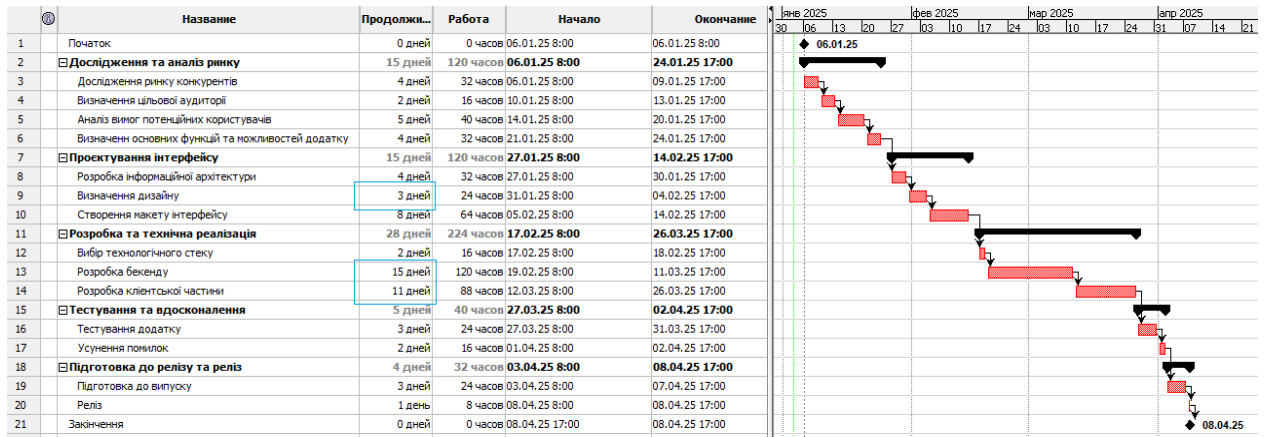 Название Продолжи... Работа Начало Окончание
янв 2025 фев 2025 мар 2025 апр 2025
30 06 13 20 27 03 10 17 24 03 10 17 24 31 07 14 21
1 Початок 0 дней 0 часов 06.01.25 8:00 06.01.25 8:00 06.01.25
2 Дослідження та аналіз ринку 15 дней 120 часов 06.01.25 8:00 24.01.25 17:00
3 Дослідження ринку конкурентів 4 дней 32 часов 06.01.25 8:00 09.01.25 17:00
4 Визначення цільової аудиторії 2 дней 16 часов 10.01.25 8:00 13.01.25 17:00
5 Аналіз вимог потенційних користувачів 5 дней 40 часов 14.01.25 8:00 20.01.25 17:00
6 Визначенн основних функцій та можливостей додатку 4 дней 32 часов 21.01.25 8:00 24.01.25 17:00
7 Проєктування інтерфейсу 15 дней 120 часов 27.01.25 8:00 14.02.25 17:00
8 Розробка інформаційної архітектури 4 дней 32 часов 27.01.25 8:00 30.01.25 17:00
9 Визначення дизайну 3 дней 24 часов 31.01.25 8:00 04.02.25 17:00
10 Створення макету інтерфейсу 8 дней 64 часов 05.02.25 8:00 14.02.25 17:00
11 Розробка та технічна реалізація 28 дней 224 часов 17.02.25 8:00 26.03.25 17:00
12 Вибір технологічного стеку 2 дней 16 часов 17.02.25 8:00 18.02.25 17:00
13 Розробка бекенду 15 дней 120 часов 19.02.25 8:00 11.03.25 17:00
14 Розробка клієнтської частини 11 дней 88 часов 12.03.25 8:00 26.03.25 17:00
15 Тестування та вдосконалення 5 дней 40 часов 27.03.25 8:00 02.04.25 17:00
16 Тестування додатку 3 дней 24 часов 27.03.25 8:00 31.03.25 17:00
17 Усунення помилок 2 дней 16 часов 01.04.25 8:00 02.04.25 17:00
18 Підготовка до релізу та реліз 4 дней 32 часов 03.04.25 8:00 08.04.25 17:00
19 Підготовка до випуску 3 дней 24 часов 03.04.25 8:00 07.04.25 17:00
20 Реліз 1 день 8 часов 08.04.25 8:00 08.04.25 17:00
21 Закінчення 0 дней 0 часов 08.04.25 17:00 08.04.25 17:00 08.04.25